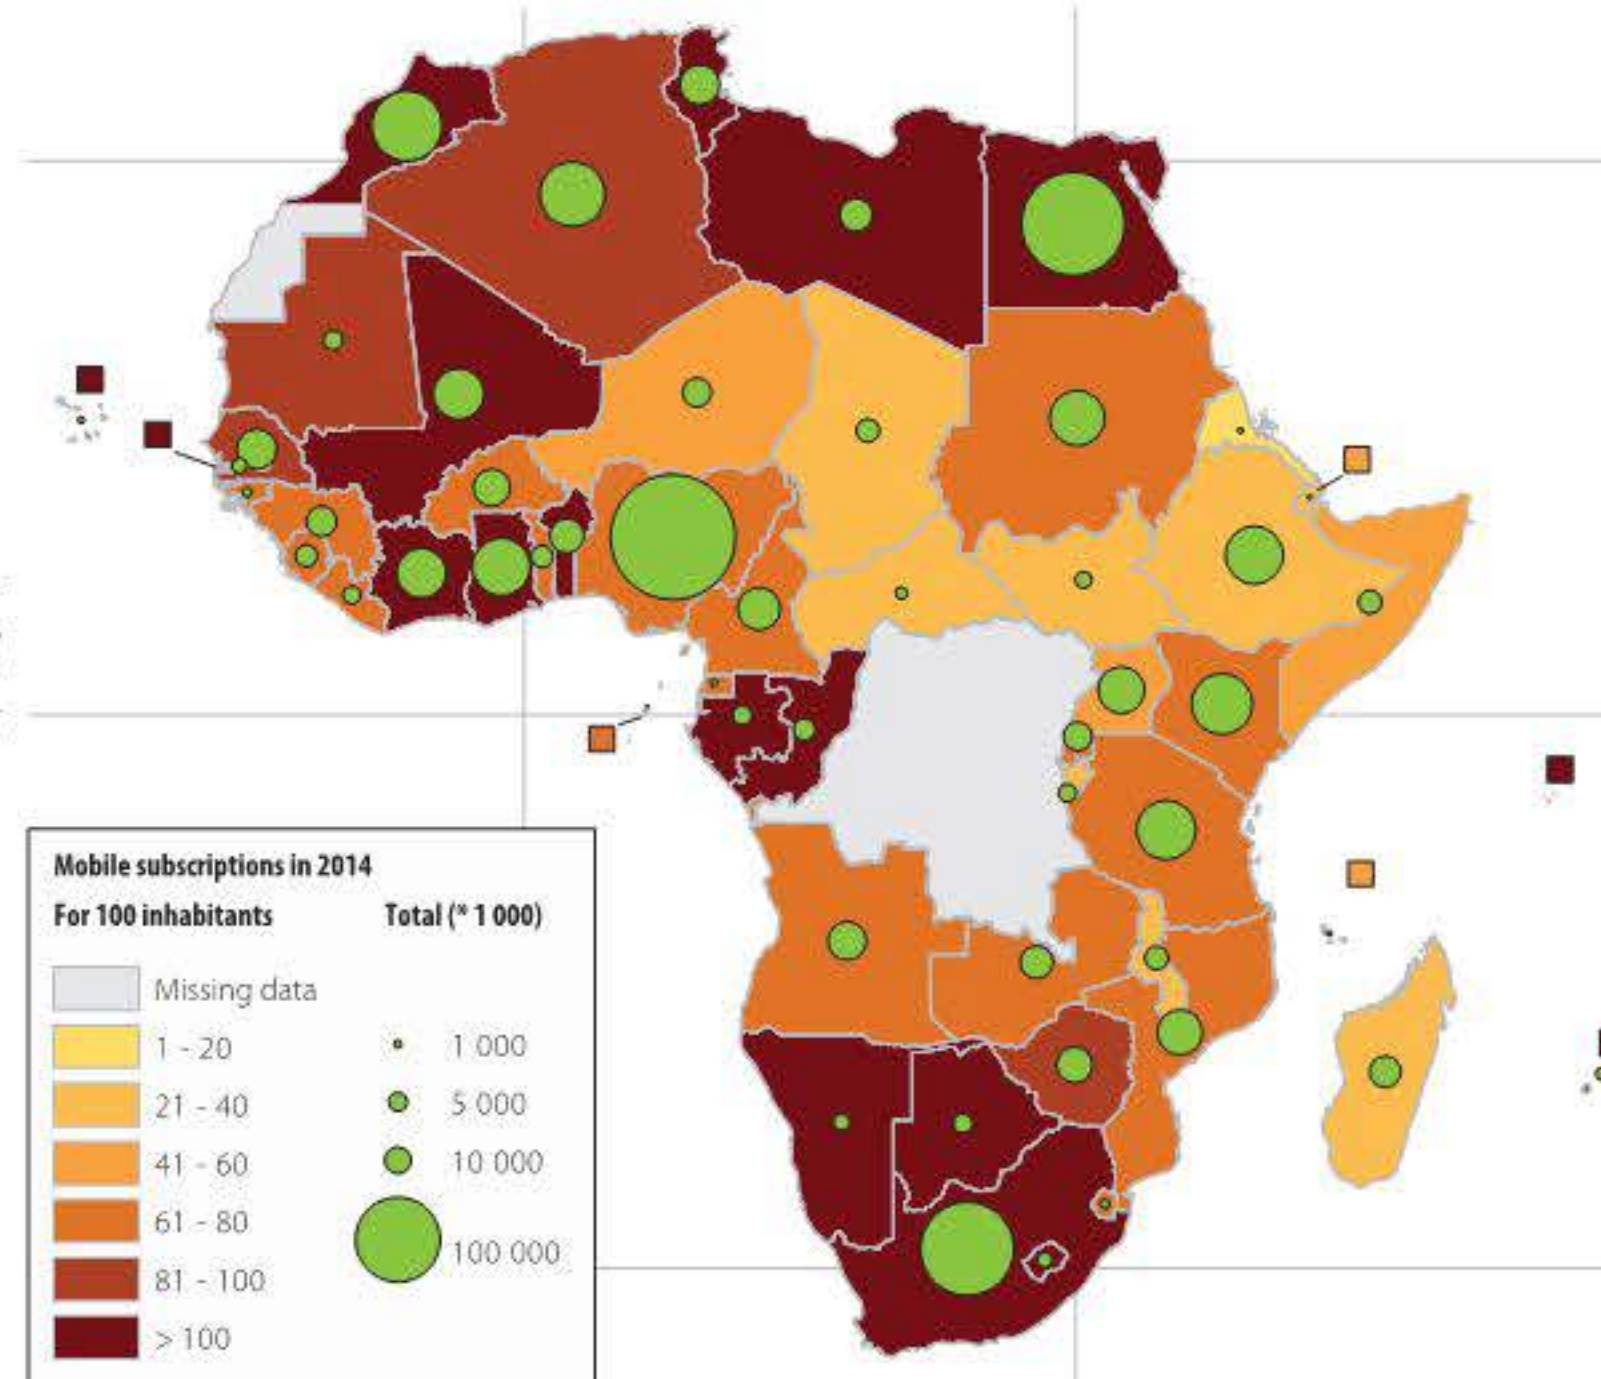 Mobile subscriptions in 2014
For 100 inhabitants
Total (* 1 000)
Missing data
1 - 20
21 - 40
41 - 60
61 - 80
81 - 100
> 100
1 000
5 000
10 000
100 000